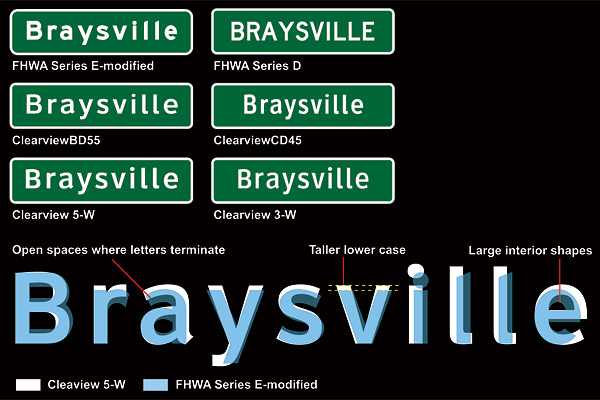 Braysville
BRAYSVILLE
FHWA Series E-modified
FHWA Series D
Braysville
Braysville
ClearviewBD55
ClearviewCD45
Braysville
Braysville
Clearview 5-W
Clearview 3-W
Open spaces where letters terminate
Taller lower case
Large interior shapes
Braysville
Cleaview 5-W
FHWA Series E-modified